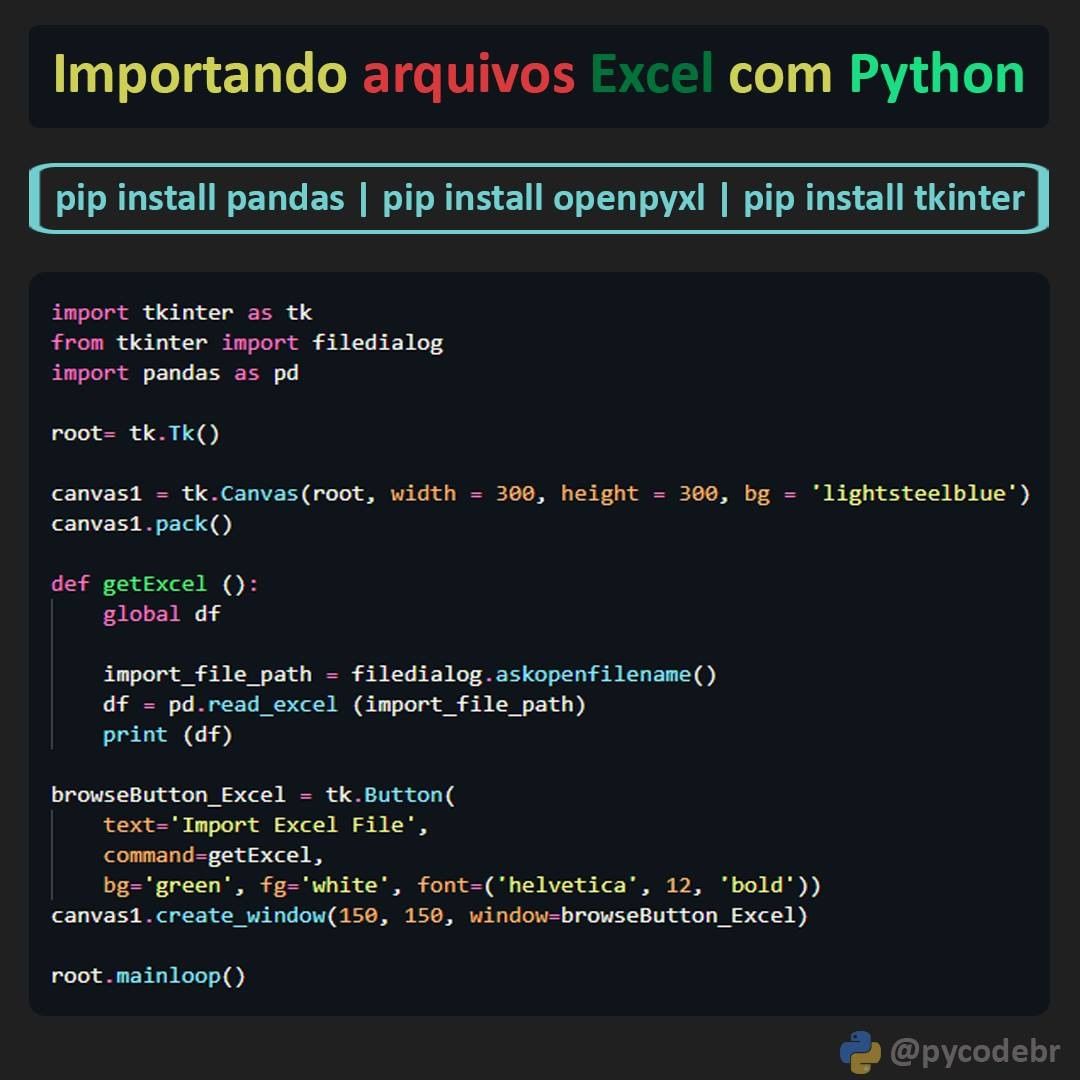 Importando arquivos Excel com Python
pip install pandas | pip install openpyxl | pip install tkinter
import tkinter as tk
from tkinter import filedialog
import pandas as pd
root= tk.Tk()
canvas1 = tk.Canvas(root, width = 300, height = 300, bg = 'lightsteelblue')
canvas1.pack()
def getExcel ():
    global df
    import_file_path = filedialog.askopenfilename()
    df = pd.read_excel (import_file_path)
    print (df)
browseButton_Excel = tk.Button(
    text='Import Excel File',
    command=getExcel,
    bg='green', fg='white', font=('helvetica', 12, 'bold'))
canvas1.create_window(150, 150, window=browseButton_Excel)
root.mainloop()
@pycodebr